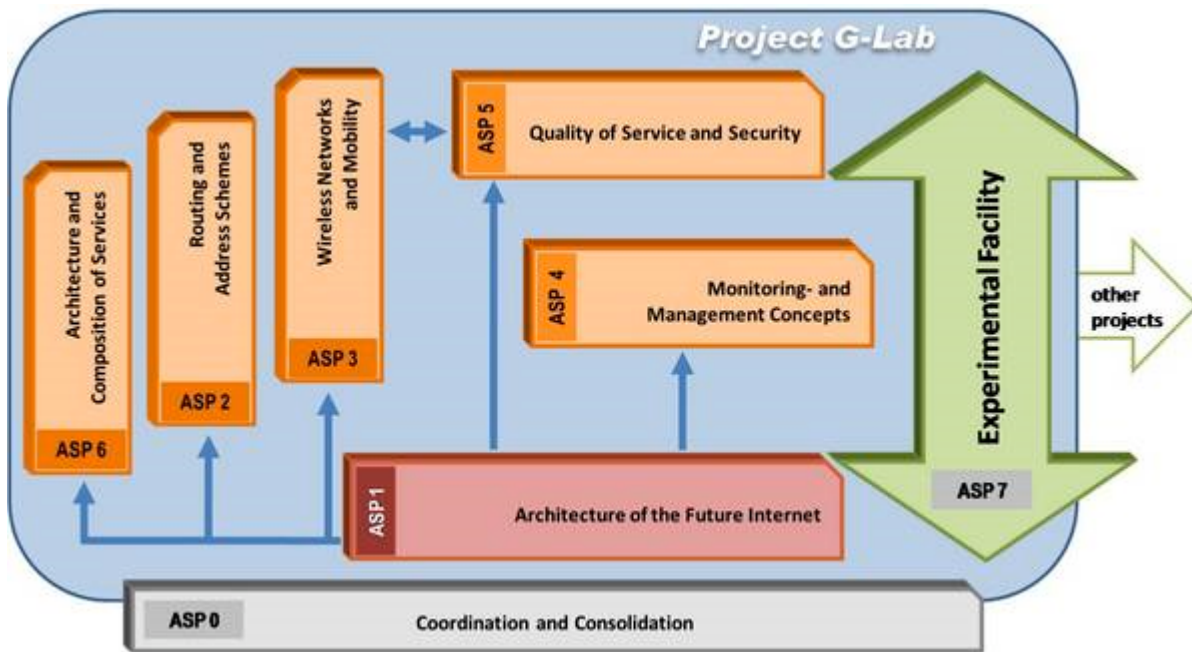 Project G-Lab
ASP 5
Quality of Service and Security
Wireless Networks
and Mobility
ASP 3
Routing and
Address Schemes
ASP 2
Architecture and
Composition of Services
ASP 6
ASP 4
Monitoring- and
Management Concepts
Experimental Facility
ASP 7
other
projects
ASP1
Architecture of the Future Internet
ASP 0
Coordination and Consolidation